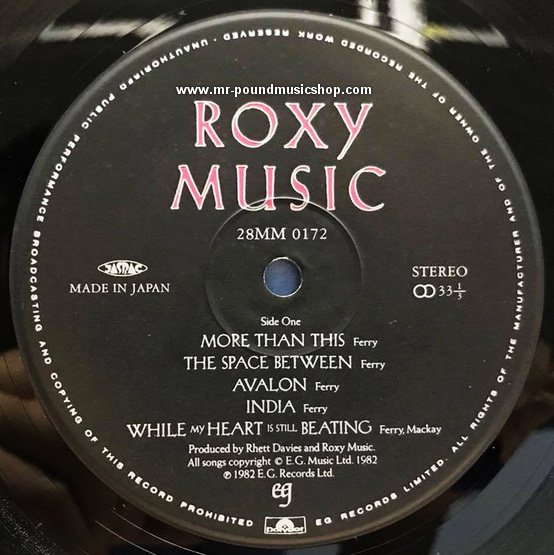 www.mr-poundmusicshop.com
ROXY
MUSIC
28MM 0172
JASRAC
MADE IN JAPAN
STEREO
33⅓
Side One
MORE THAN THIS Ferry
THE SPACE BETWEEN Ferry
AVALON Ferry
INDIA Ferry
WHILE MY HEART IS STILL BEATING Ferry, Mackay
Produced by Rhett Davies and Roxy Music.
All songs copyright © E.G. Music Ltd. 1982
℗ 1982 E.G. Records Ltd.
eg
polydor
EG RECORDS LIMITED. ALL RIGHTS OF THE MANUFACTURER AND OF THE OWNER OF THE RECORDED WORK RESERVED · UNAUTHORISED PUBLIC PERFORMANCE BROADCASTING AND COPYING OF THIS RECORD PROHIBITED